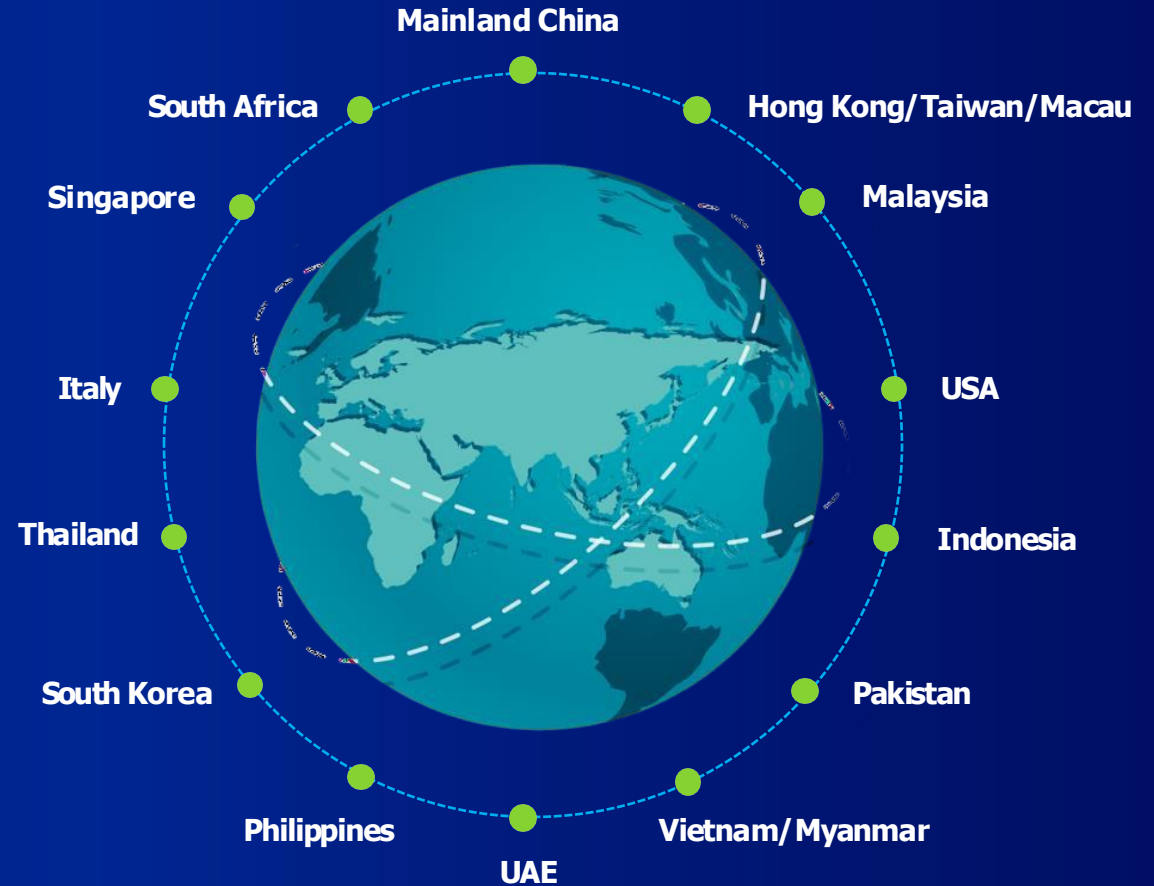 Mainland China
South Africa
Hong Kong/Taiwan/Macau
Singapore
Malaysia
Italy
USA
Thailand
Indonesia
South Korea
Pakistan
Philippines
Vietnam/Myanmar
UAE